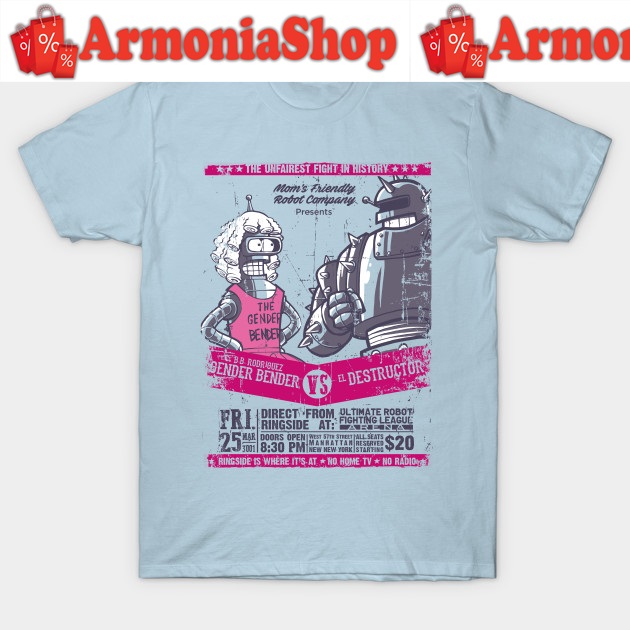 ArmoniaShop
Armon
THE UNFAIREST FIGHT IN HISTORY
Mom's Friendly
Robot Company
Presents
THE
GENDER
BENDER
B.B. RODRIGUEZ
GENDER BENDER
VS
EL DESTRUCTOR
FRI.
25 MAR 3001
DIRECT FROM
RINGSIDE AT:
ULTIMATE ROBOT
FIGHTING LEAGUE
ARENA
DOORS OPEN
8:30 PM
WEST 57TH STREET
MANHATTAN
NEW NEW YORK
ALL SEATS
RESERVED
STARTING
$20
RINGSIDE IS WHERE IT'S AT ★ NO HOME TV ★ NO RADIO